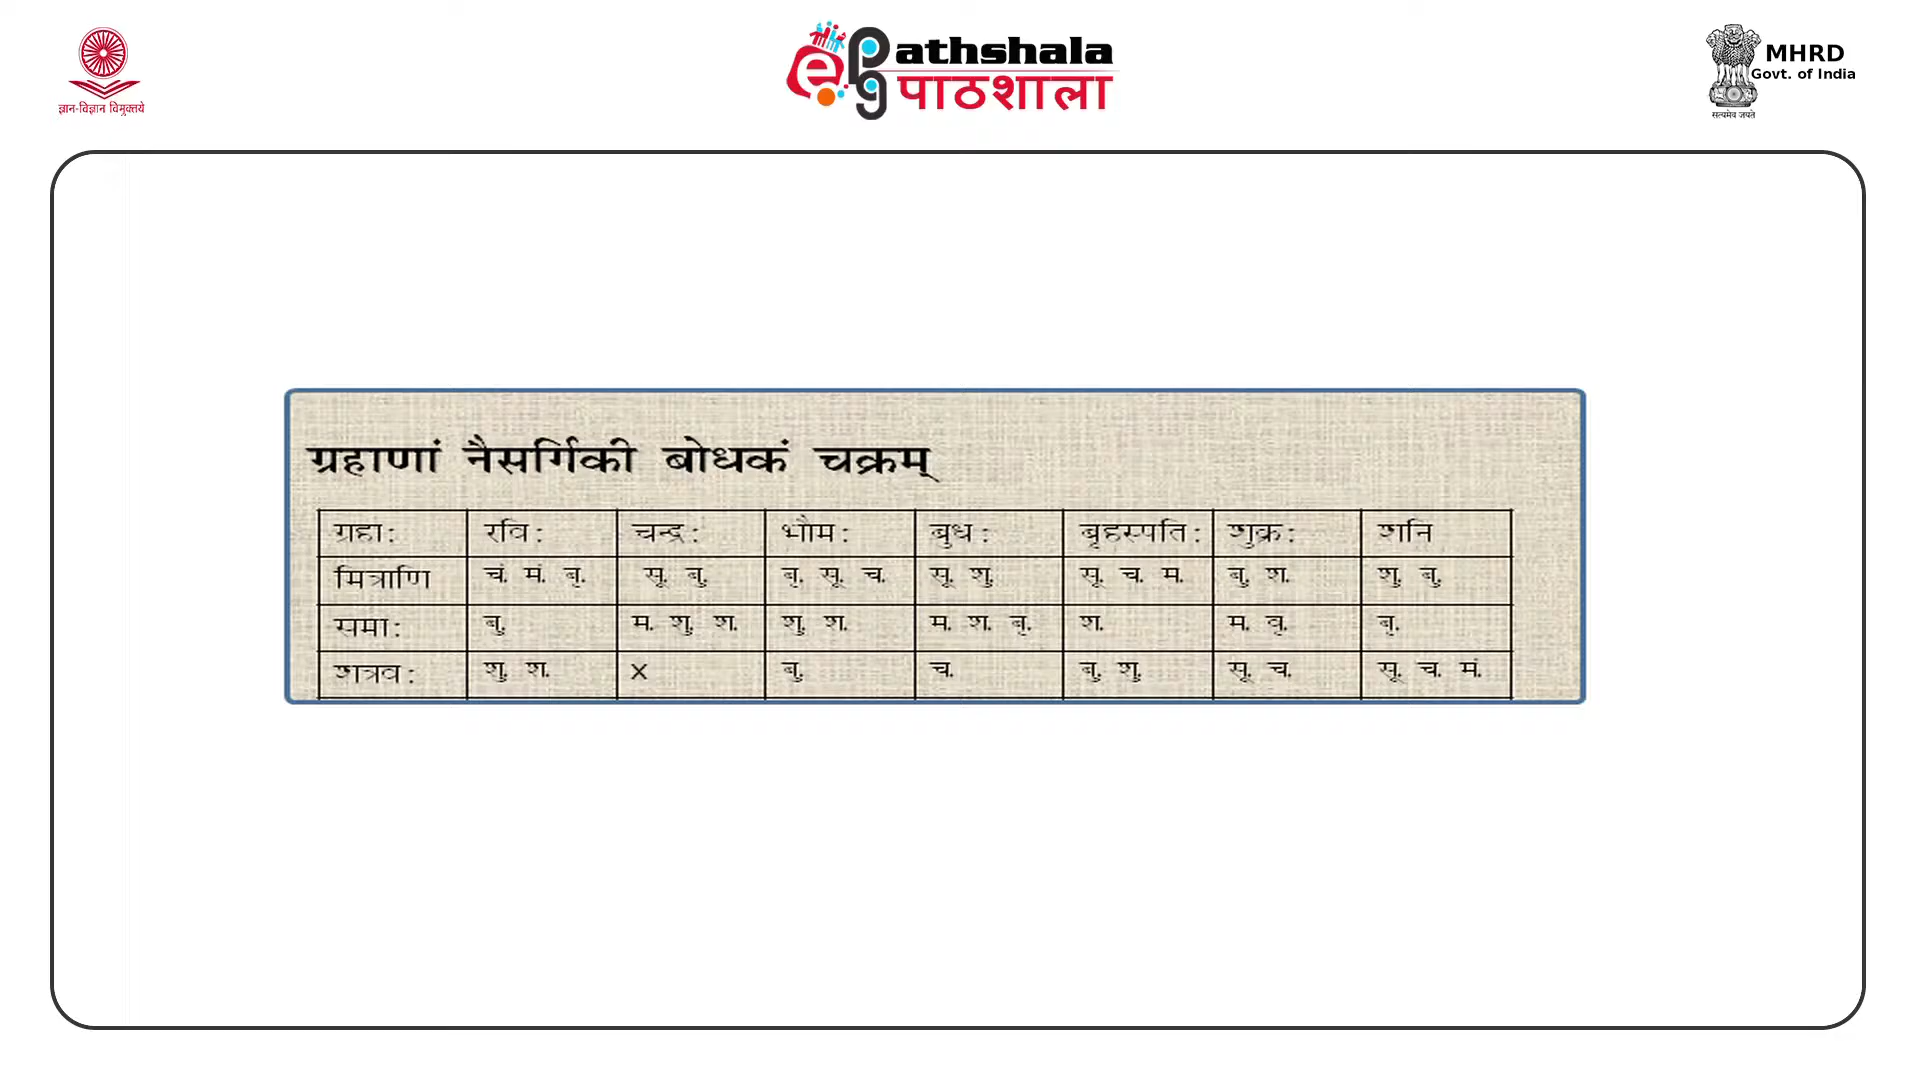 ज्ञान-विज्ञान विमुक्तये
ePGathshala
पाठशाला
MHRD
Govt. of India
सत्यमेव जयते
ग्रहाणां नैसर्गिकी बोधकं चक्रम्
ग्रहा: रवि: चन्द्र: भौम: बुध: बृहस्पति: शुक्र: शनि
मित्राणि चं. मं. बृ. सू. बु. बृ. सू. च. सू. शु. सू. च. म. बु. श. शु. बु.
समा: बु. म. शु. श. शु. श. म. श. बृ. श. म. वृ. बृ.
शत्रव: शु. श. x बु. च. बु. शु. सू. च. सू. च. मं.